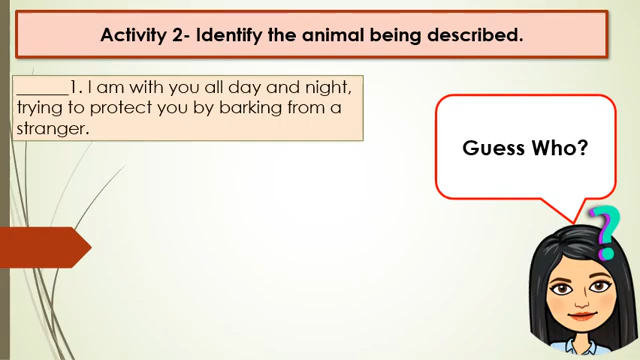 Activity 2- Identify the animal being described.
______1. I am with you all day and night,
trying to protect you by barking from a
stranger.
Guess Who?
?